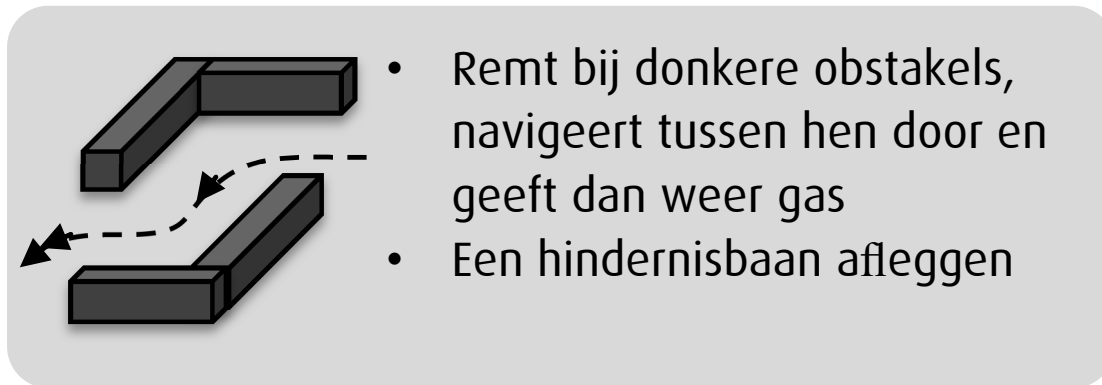 • Remt bij donkere obstakels,
navigeert tussen hen door en
geeft dan weer gas
• Een hindernisbaan afleggen